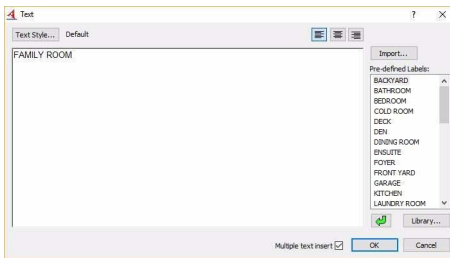 Text
? X
Text Style... Default
FAMILY ROOM
Import...
Pre-defined Labels:
BACKYARD
BATHROOM
BEDROOM
COLD ROOM
DECK
DEN
DINING ROOM
ENSUITE
FOYER
FRONT YARD
GARAGE
KITCHEN
LAUNDRY ROOM
Library...
Multiple text insert
OK
Cancel